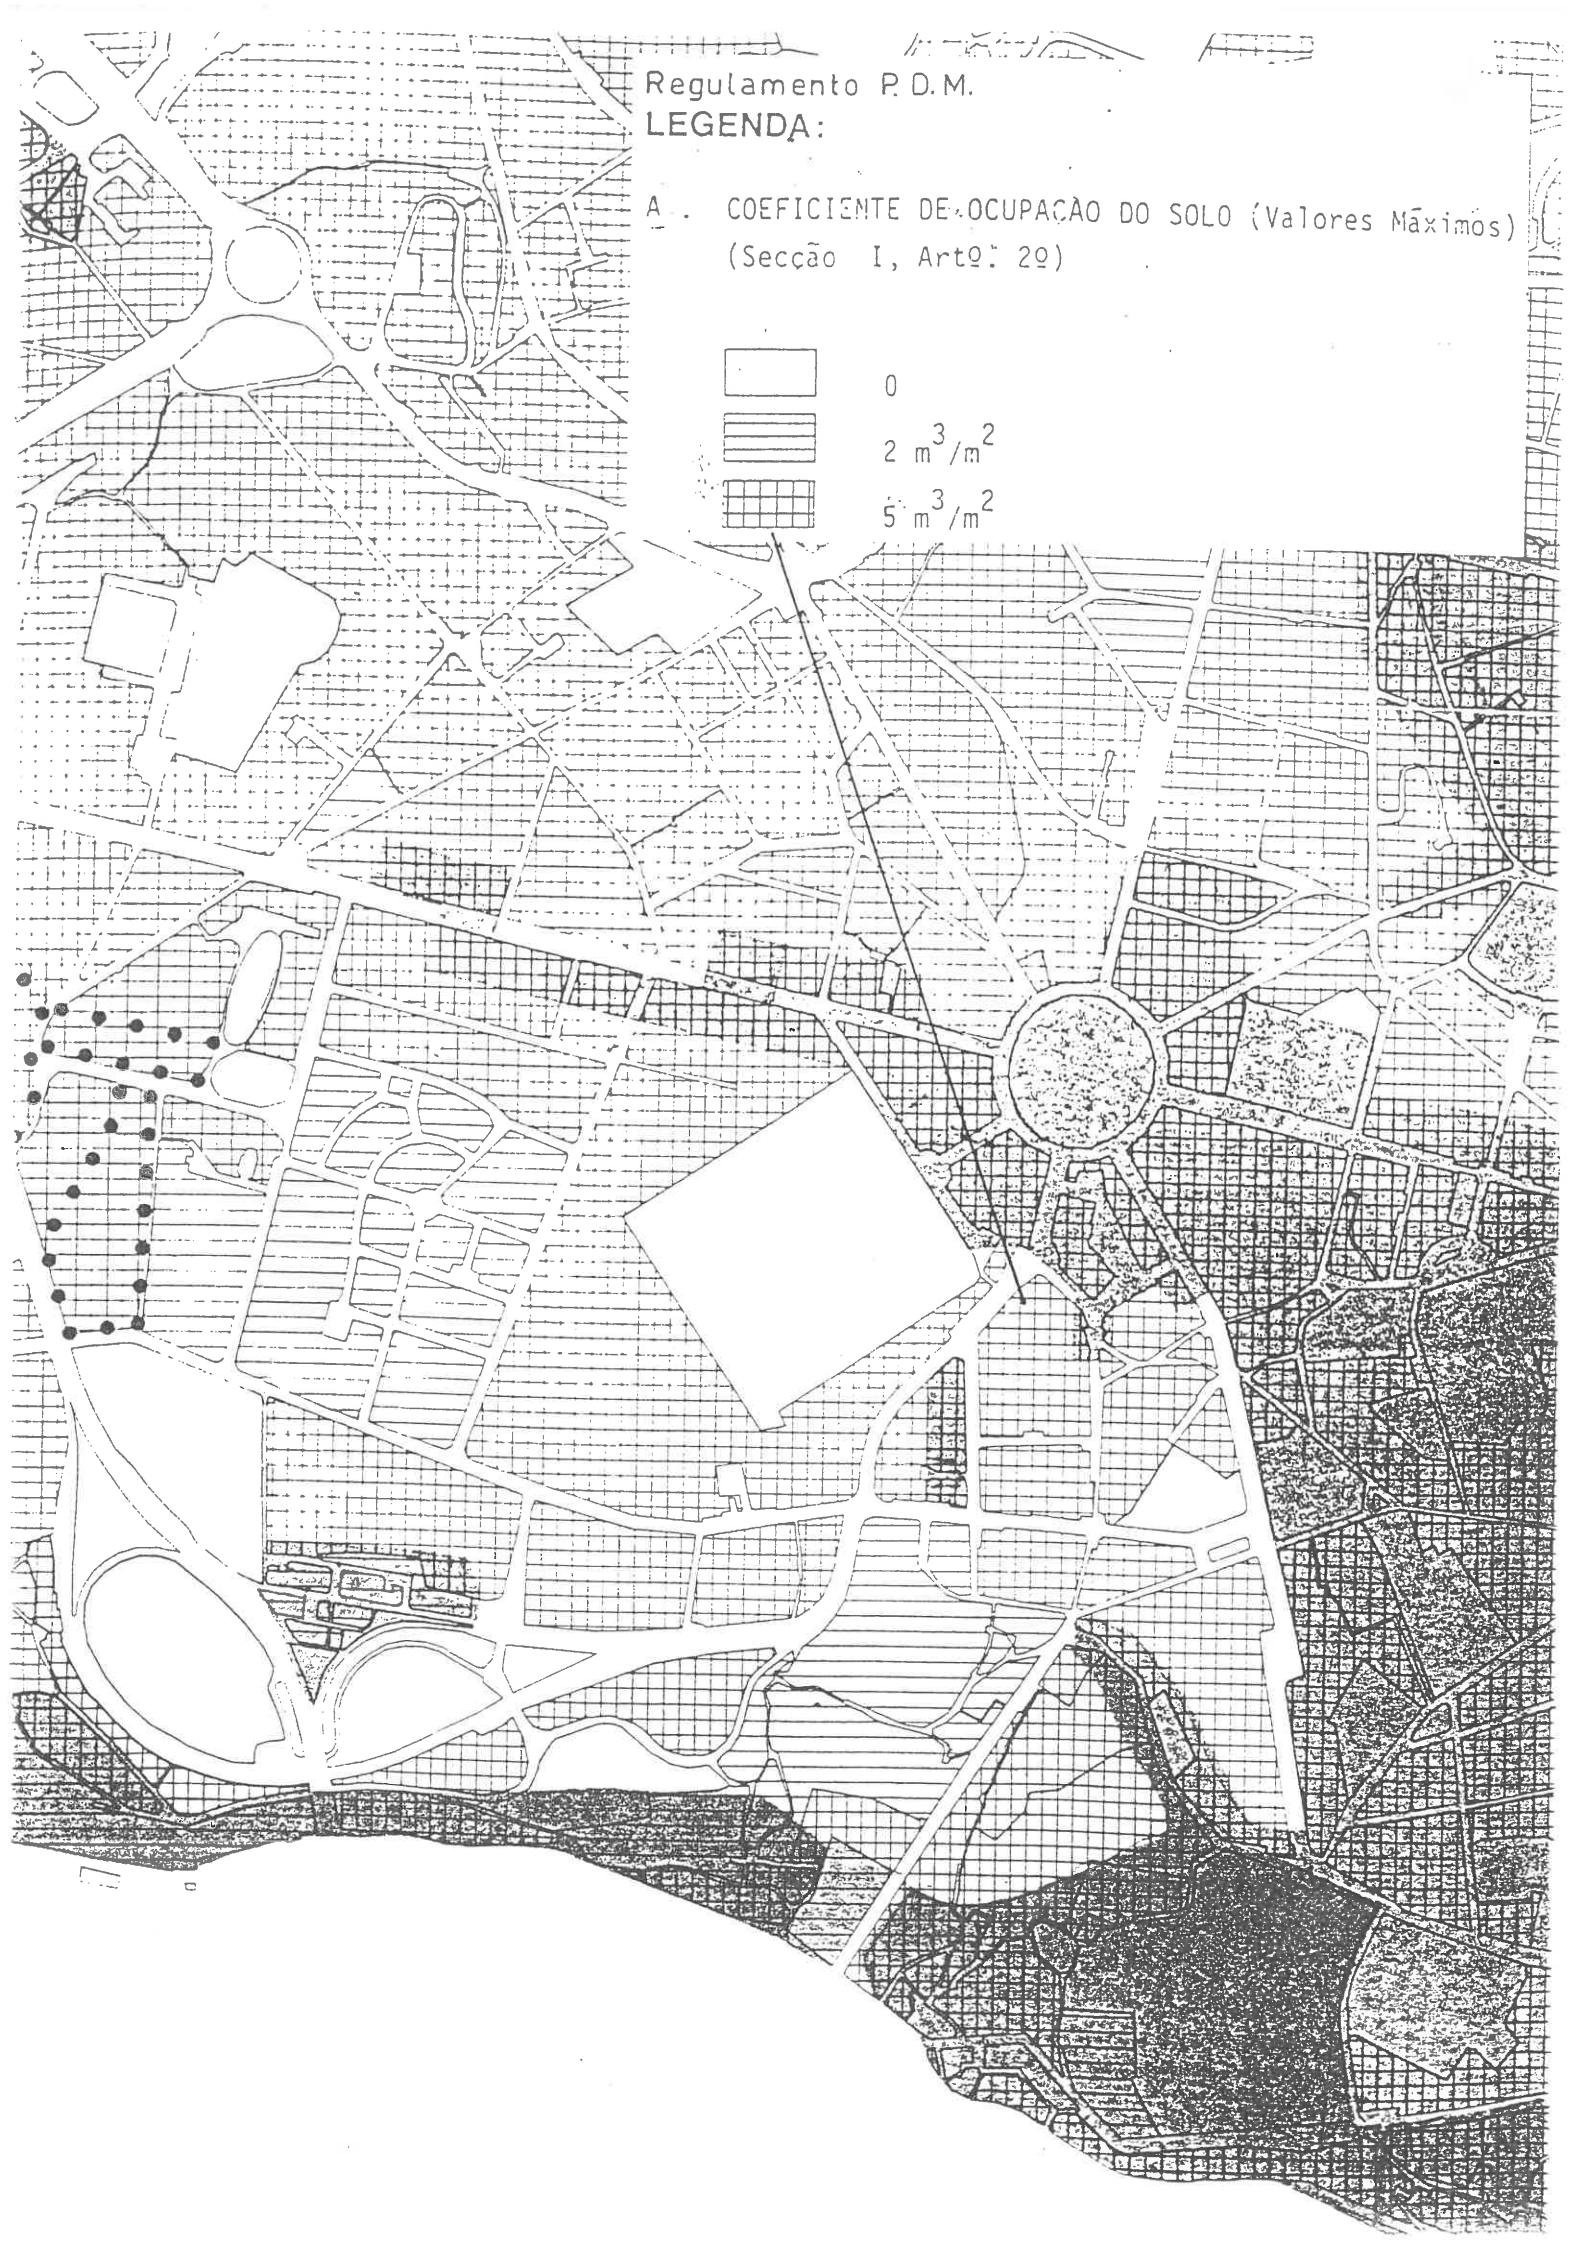 Regulamento P.D.M.
LEGENDA:
A . COEFICIENTE DE OCUPAÇÃO DO SOLO (Valores Máximos)
(Secção I, Artº. 2º)
0
2 m³/m²
5 m³/m²